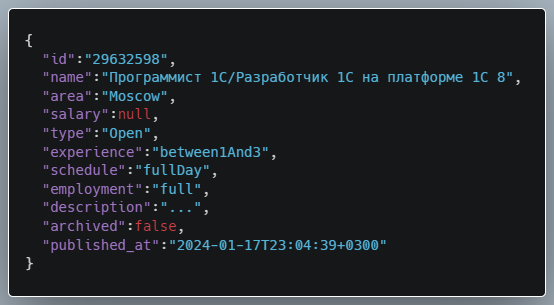 {
"id":"29632598",
"name":"Программист 1С/Разработчик 1С на платформе 1С 8",
"area":"Moscow",
"salary":null,
"type":"Open",
"experience":"between1And3",
"schedule":"fullDay",
"employment":"full",
"description":"...",
"archived":false,
"published_at":"2024-01-17T23:04:39+0300"
}